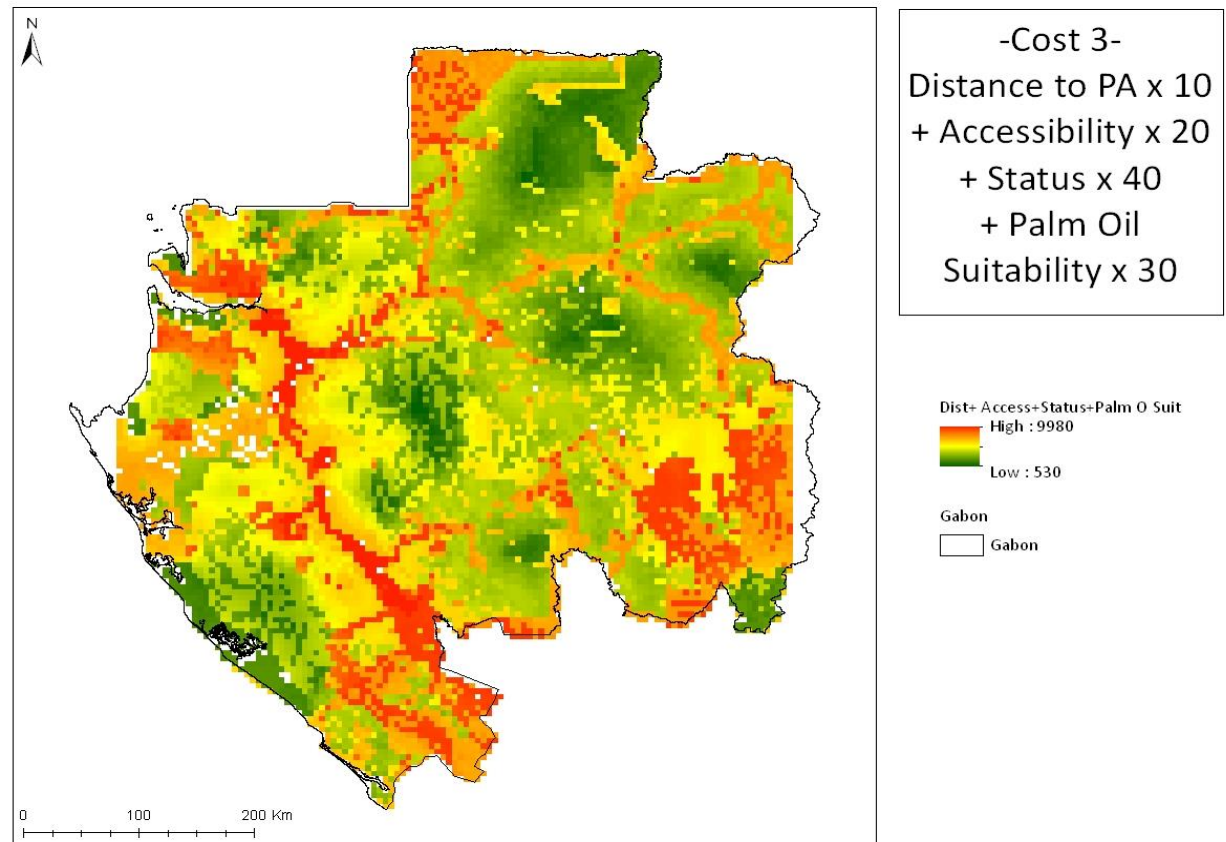 N
-Cost 3-
Distance to PA x 10
+ Accessibility x 20
+ Status x 40
+ Palm Oil
Suitability x 30
Dist+ Access+Status+Palm O Suit
High : 9980
Low : 530
Gabon
Gabon
0 100 200 Km